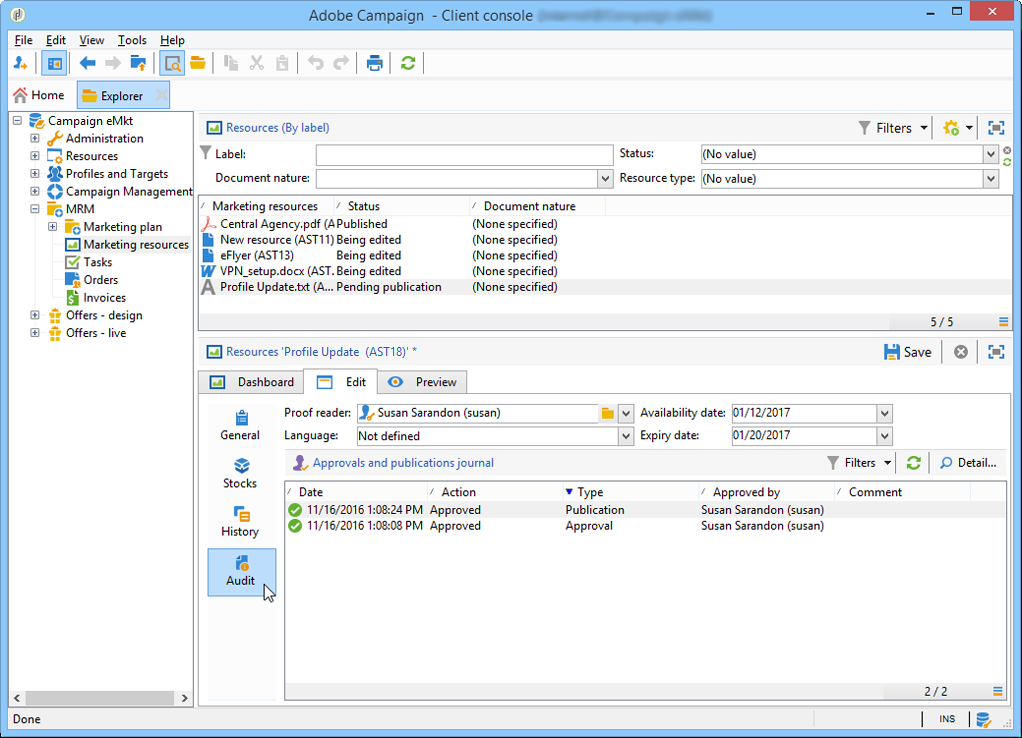 Adobe Campaign - Client console
File Edit View Tools Help
Home Explorer
Campaign eMkt
Administration
Resources
Profiles and Targets
Campaign Management
MRM
Marketing plan
Marketing resources
Tasks
Orders
Invoices
Offers - design
Offers - live
Resources (By label) Filters
Label: Status: (No value)
Document nature: Resource type: (No value)
Marketing resources Status Document nature
Central Agency.pdf (A Published (None specified)
New resource (AST11) Being edited (None specified)
eFlyer (AST13) Being edited (None specified)
VPN_setup.docx (AST... Being edited (None specified)
Profile Update.txt (A... Pending publication (None specified)
5 / 5
Resources 'Profile Update (AST18)' * Save
Dashboard Edit Preview
General
Stocks
History
Audit
Proof reader: Susan Sarandon (susan) Availability date: 01/12/2017
Language: Not defined Expiry date: 01/20/2017
Approvals and publications journal Filters Detail...
Date Action Type Approved by Comment
11/16/2016 1:08:24 PM Approved Publication Susan Sarandon (susan)
11/16/2016 1:08:08 PM Approved Approval Susan Sarandon (susan)
2 / 2
Done INS